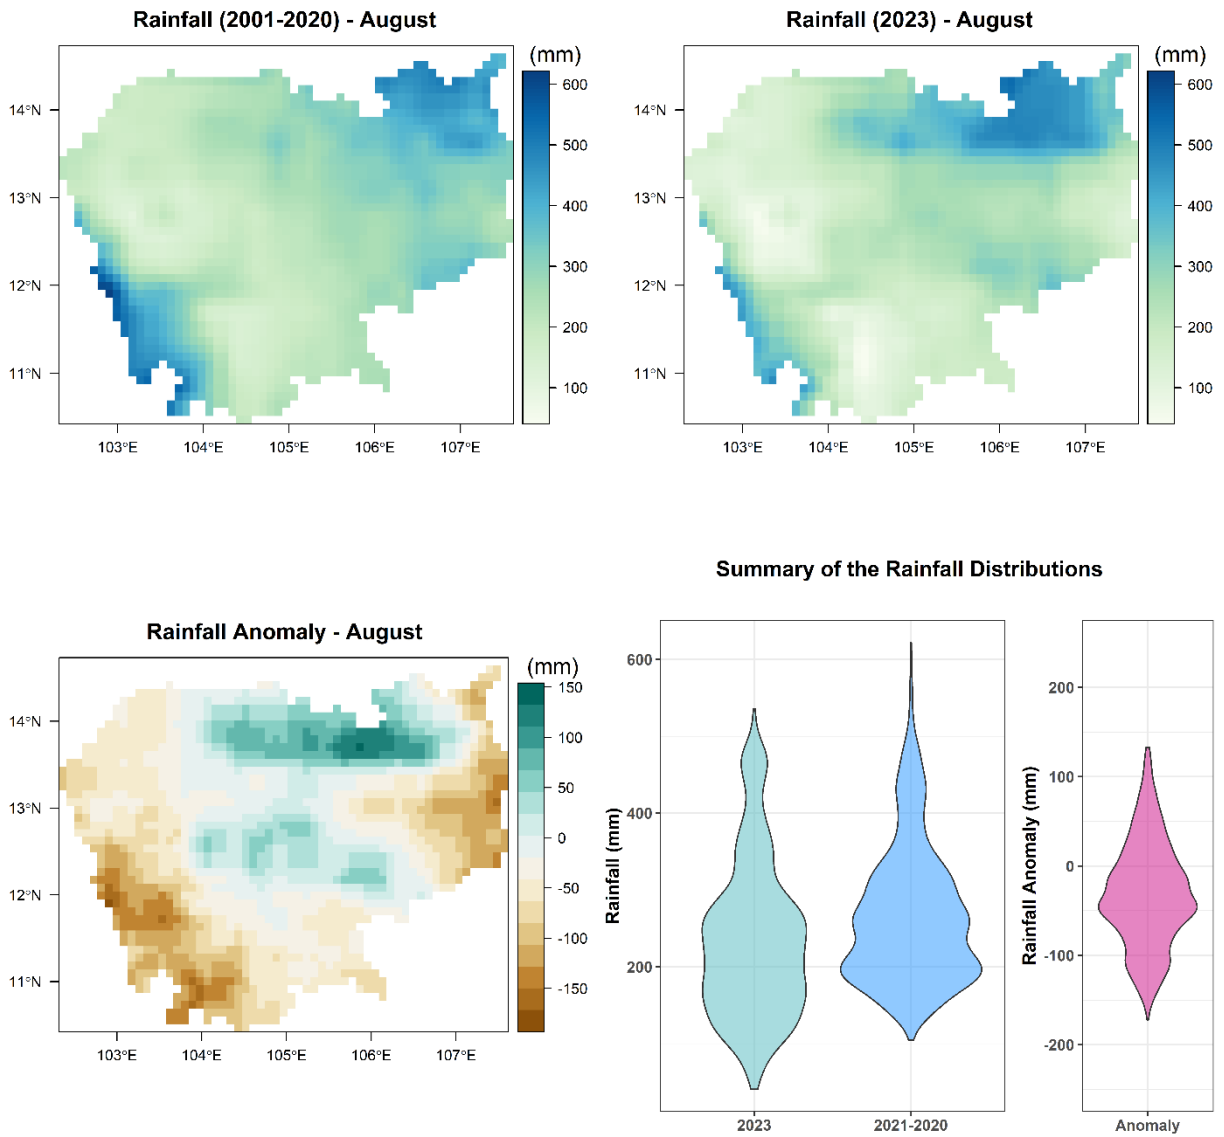 Rainfall (2001-2020) - August
(mm)
14°N
13°N
12°N
11°N
103°E 104°E 105°E 106°E 107°E
600
500
400
300
200
100
Rainfall (2023) - August
(mm)
14°N
13°N
12°N
11°N
103°E 104°E 105°E 106°E 107°E
600
500
400
300
200
100
Rainfall Anomaly - August
(mm)
14°N
13°N
12°N
11°N
103°E 104°E 105°E 106°E 107°E
150
100
50
0
-50
-100
-150
Summary of the Rainfall Distributions
Rainfall (mm)
600
400
200
2023 2021-2020
Rainfall Anomaly (mm)
200
100
0
-100
-200
Anomaly